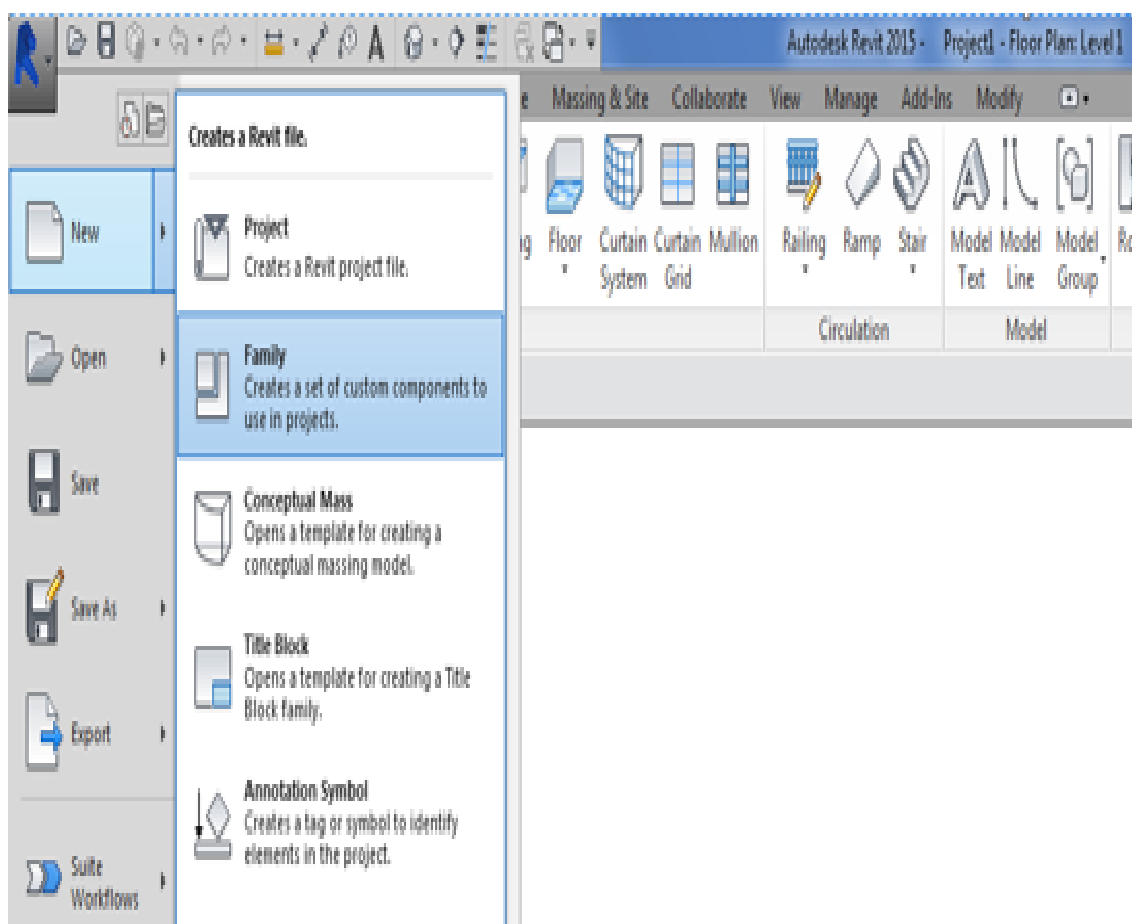 Autodesk Revit 2015 - Project1 - Floor Plan: Level 1
e Massing & Site Collaborate View Manage Add-Ins Modify
Creates a Revit file.
New
Project
Creates a Revit project file.
g Floor Curtain System Curtain Grid Mullion Railing Ramp Stair Model Text Model Line Model Group Ro
Circulation Model
Open
Family
Creates a set of custom components to
use in projects.
Save
Conceptual Mass
Opens a template for creating a
conceptual massing model.
Save As
Title Block
Opens a template for creating a Title
Block family.
Export
Annotation Symbol
Creates a tag or symbol to identify
elements in the project.
Suite
Workflows